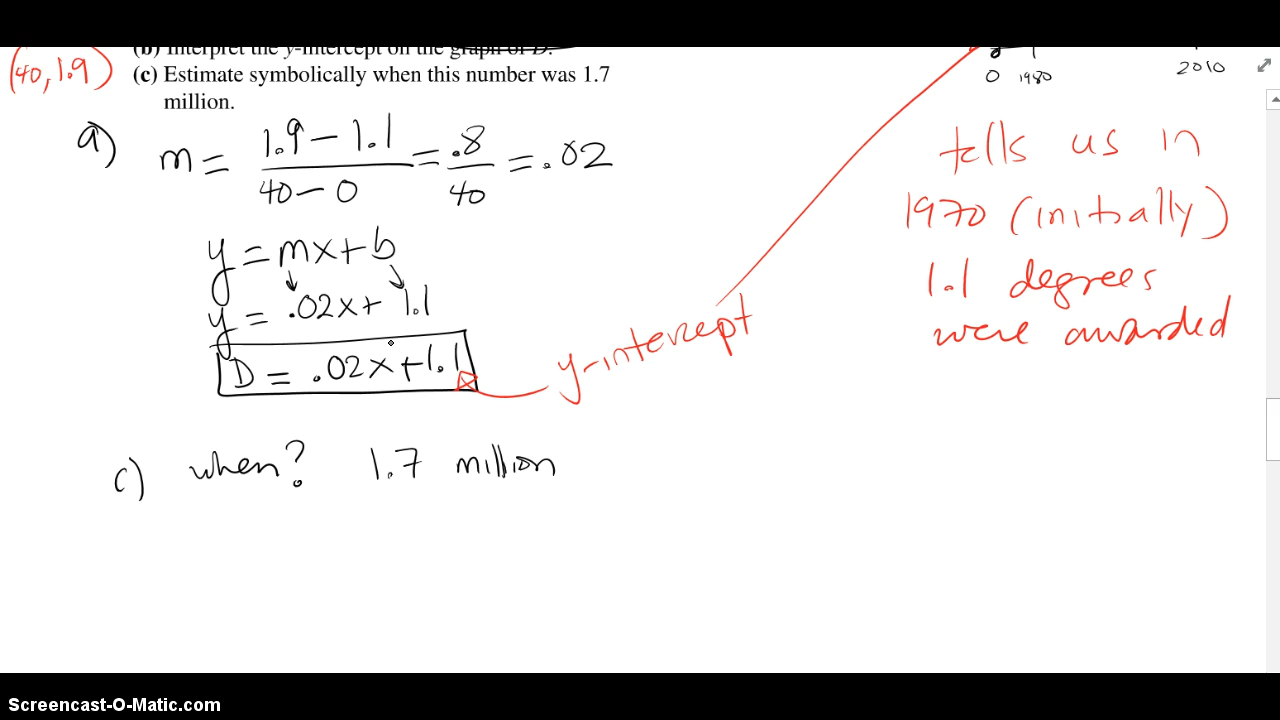 (b) Interpret the y-intercept on the graph of D.
(40, 1.9)
(c) Estimate symbolically when this number was 1.7
million.
0 1980 2010
a)
m = 1.9 - 1.1 / 40 - 0 = .8 / 40 = .02
y = mx + b
y = .02x + 1.1
D = .02x + 1.1
y-intercept
tells us in
1970 (initially)
1.1 degrees
were awarded
c) when? 1.7 million
Screencast-O-Matic.com